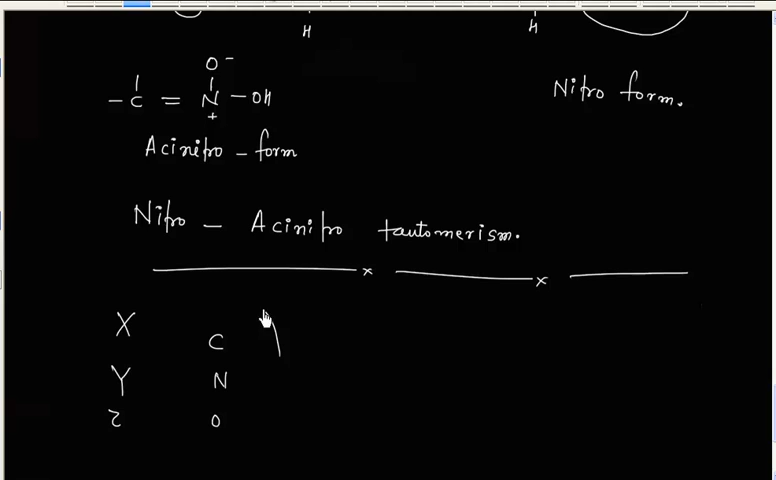 H H
O⁻
- C = N - OH
+
Nitro form.
Acinitro - form
Nitro - Acinitro tautomerism.
X C
Y N
Z O